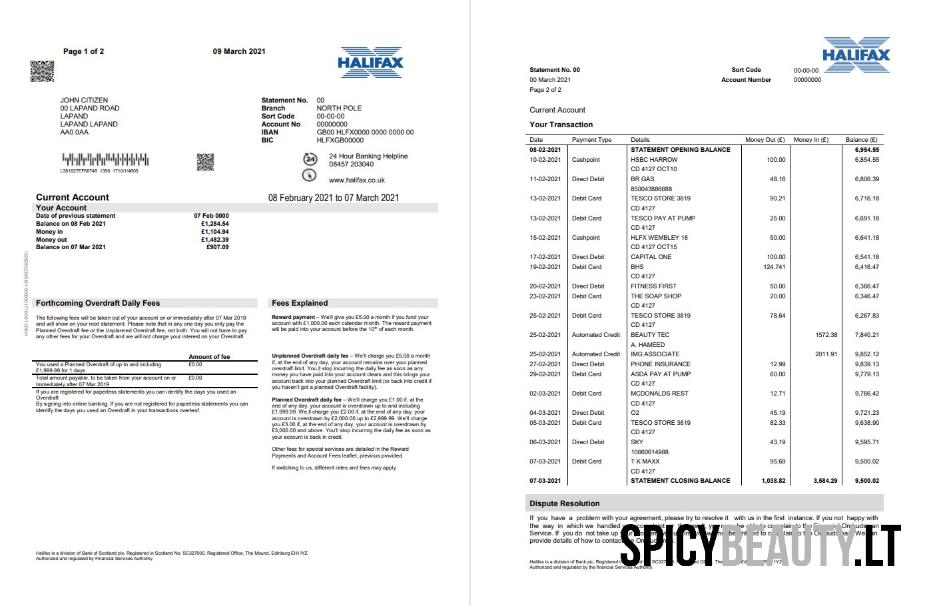 Page 1 of 2
09 March 2021
HALIFAX
JOHN CITIZEN
00 LAPAND ROAD
LAPAND
LAPAND LAPAND
AA0 0AA
Statement No. 00
Branch NORTH POLE
Sort Code 00-00-00
Account No 00000000
IBAN GB00 HLFX0000 0000 0000 00
BIC HLFXGB00000
24 Hour Banking Helpline
08457 203040
www.halifax.co.uk
Current Account
08 February 2021 to 07 March 2021
Your Account
Date of previous statement 07 Feb 0000
Balance on 08 Feb 2021 £1,284.54
Money in £1,104.94
Money out £1,482.39
Balance on 07 Mar 2021 £907.09
Forthcoming Overdraft Daily Fees
The following fees will be taken out of your account on or immediately after 07 Mar 2019
and will show on your next statement. Please note that in any one day you only pay the
Planned Overdraft fee or the Unplanned Overdraft fee, not both. You will not have to pay
any other fees for your Overdraft and we will not charge your interest on your Overdraft.
Amount of fee
You used a Planned Overdraft of up to and including £0.00
£1,999.99 for 1 days
Total amount payable, to be taken from your account on or £0.00
immediately after 07 Mar 2019
If you are registered for paperless statements you can identify the days you used an
Overdraft
By signing into online banking. If you are not registered for paperless statements you can
identify the days you used an Overdraft in your transactions overleaf.
Fees Explained
Reward payment – We'll give you £5.00 a month if you fund your
account with £1,000.00 each calendar month. The reward payment
will be paid into your account before the 10th of each month.
Unplanned Overdraft daily fee – We'll charge you £5.00 a month
if, at the end of any day, your account remains over your planned
overdraft limit. You'll stop incurring the daily fee as soon as any
money you have paid into your account clears and this brings your
account back into your planned overdraft limit (or back into credit if
you haven't got a planned Overdraft facility).
Planned Overdraft daily fee – We'll charge you £1.00 if, at the
end of any day, your account is overdrawn by up to and including
£1,999.99. We'll charge you £2.00 if, at the end of any day, your
account is overdrawn by £2,000.00 up to £2,999.99. We'll charge
you £3.00 if, at the end of any day, your account is overdrawn by
£3,000.00 and above. You'll stop incurring the daily fee as soon as
your account is back in credit.
Other fees for special services are detailed in the Reward
Payments and Account Fees leaflet, previous provided.
If switching to us, different rates and fees may apply
Halifax is a division of Bank of Scotland plc, Registered in Scotland No. SC327000, Registered Office, The Mound, Edinburg EHI IYZ.
Authorized and regulated by Financial Services Authority.
HALIFAX
Statement No. 00
00 March 2021
Page 2 of 2
Sort Code 00-00-00
Account Number 00000000
Current Account
Your Transaction
Date Payment Type Details Money Out (£) Money In (£) Balance (£)
08-02-2021 STATEMENT OPENING BALANCE 6,954.55
10-02-2021 Cashpoint HSBC HARROW 100.00 6,854.55
CD 4127 OCT10
11-02-2021 Direct Debit BR GAS 48.16 6,806.39
850043886688
13-02-2021 Debit Card TESCO STORE 3819 90.21 6,716.18
CD 4127
13-02-2021 Debit Card TESCO PAY AT PUMP 25.00 6,691.18
CD 4127
15-02-2021 Cashpoint HLFX WEMBLEY 18 50.00 6,641.18
CD 4127 OCT15
17-02-2021 Direct Debit CAPITAL ONE 100.00 6,541.18
19-02-2021 Debit Card BHS 124.741 6,416.47
CD 4127
20-02-2021 Direct Debit FITNESS FIRST 50.00 6,366.47
23-02-2021 Debit Card THE SOAP SHOP 20.00 6,346.47
CD 4127
25-02-2021 Debit Card TESCO STORE 3819 78.64 6,267.83
CD 4127
25-02-2021 Automated Credit BEAUTY TEC 1572.38 7,840.21
A. HAMEED
25-02-2021 Automated Credit IMG ASSOCIATE 2011.91 9,852.12
27-02-2021 Direct Debit PHONE INSURANCE 12.99 9,839.13
29-02-2021 Debit Card ASDA PAY AT PUMP 60.00 9,779.13
CD 4127
02-03-2021 Debit Card MCDONALDS REST 12.71 9,766.42
CD 4127
04-03-2021 Direct Debit O2 45.19 9,721.23
05-03-2021 Debit Card TESCO STORE 3819 82.33 9,638.90
CD 4127
06-03-2021 Direct Debit SKY 43.19 9,595.71
10660614988
07-03-2021 Debit Card T K MAXX 95.69 9,500.02
CD 4127
07-03-2021 STATEMENT CLOSING BALANCE 1,038.82 3,584.29 9,500.02
Dispute Resolution
If you have a problem with your agreement, please try to resolve it with us in the first instance. If you not happy with
the way in which we handled
Service. If you do not take up
provide details of how to contact
Halifax is a division of Bank plc, Registered
Authorized and regulated by the financial Services Authority.
SPICYBEAUTY.LT